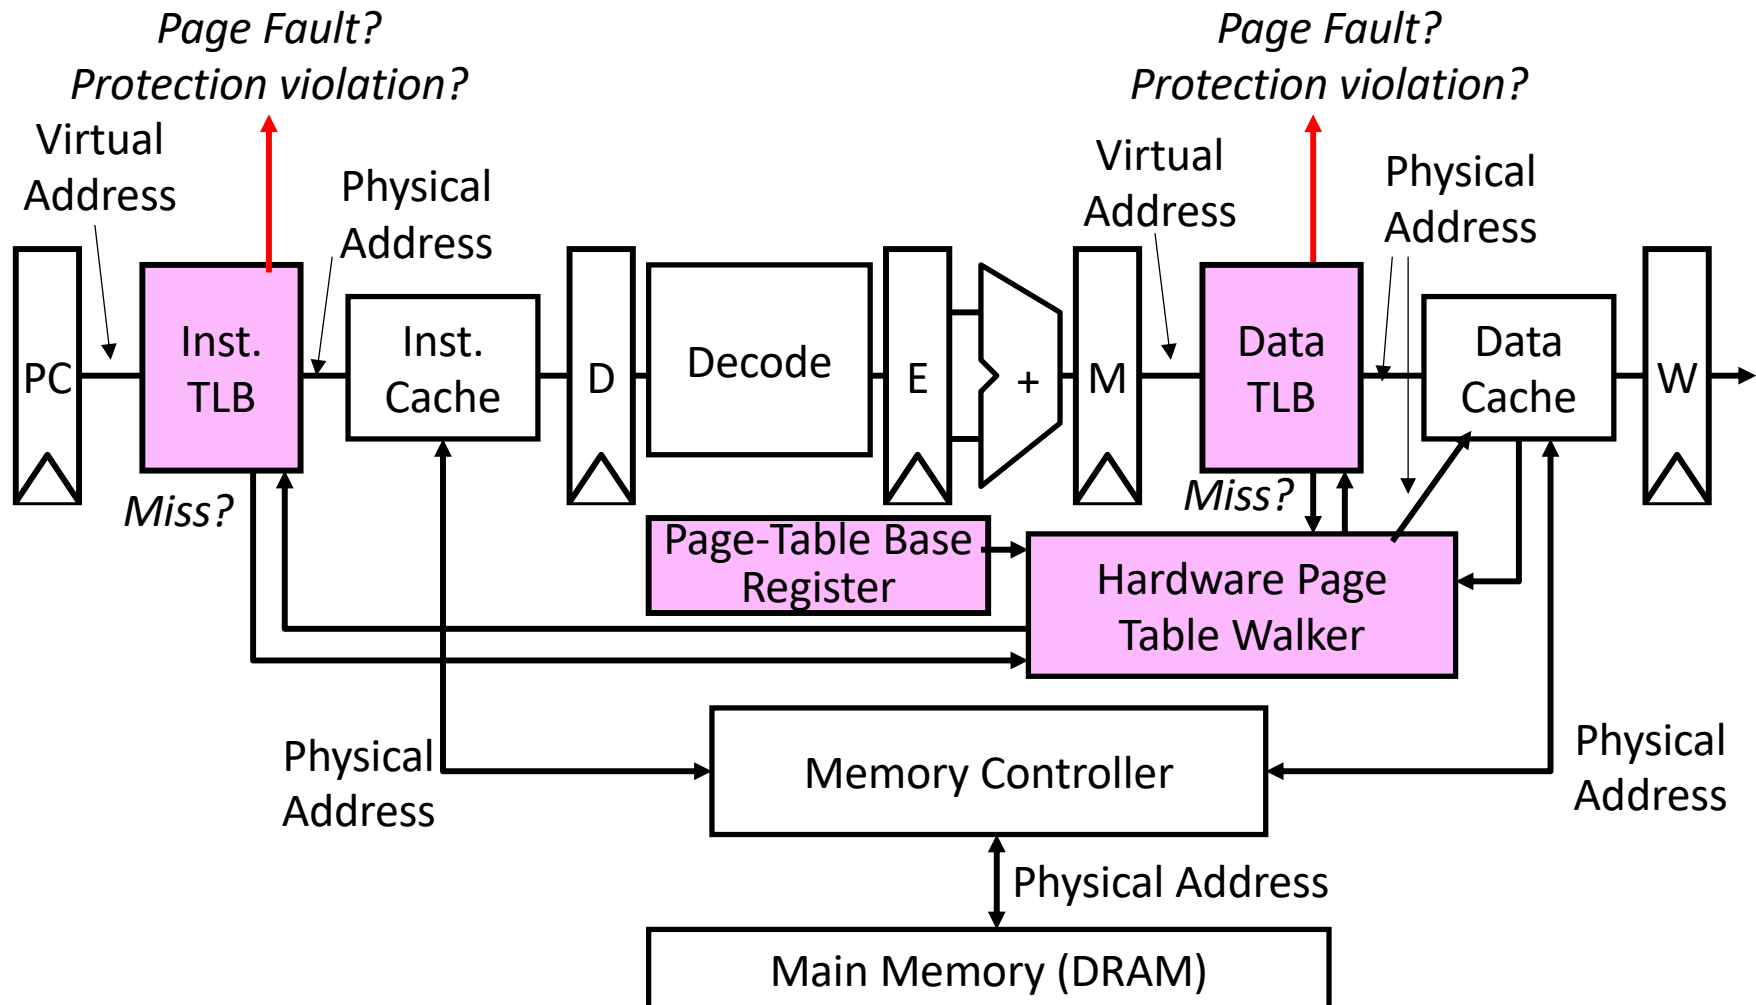 Page Fault?
Protection violation?
Page Fault?
Protection violation?
Virtual
Address
Physical
Address
Virtual
Address
Physical
Address
PC
Inst.
TLB
Inst.
Cache
D
Decode
E
+
M
Data
TLB
Data
Cache
W
Miss?
Miss?
Page-Table Base
Register
Hardware Page
Table Walker
Physical
Address
Memory Controller
Physical
Address
Physical Address
Main Memory (DRAM)